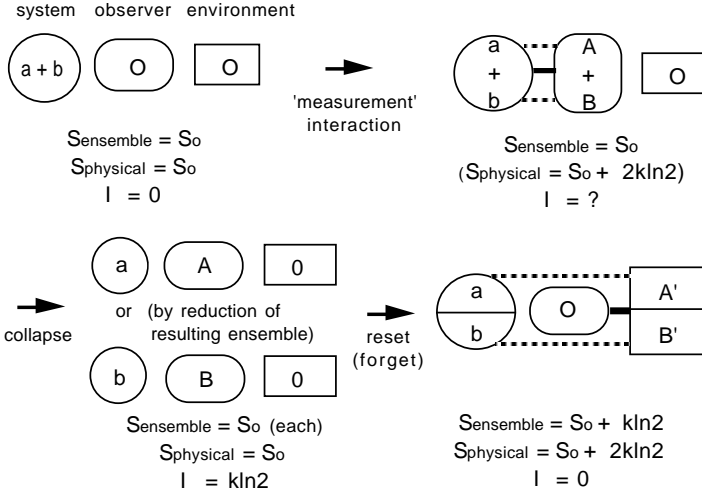 system observer environment
a + b O O
'measurement'
interaction
a A
+ + O
b B
Sensemble = So
Sphysical = So
I = 0
Sensemble = So
(Sphysical = So + 2kln2)
I = ?
collapse
a A 0
or (by reduction of
resulting ensemble)
b B 0
reset
(forget)
a O A'
b B'
Sensemble = So (each)
Sphysical = So
I = kln2
Sensemble = So + kln2
Sphysical = So + 2kln2
I = 0